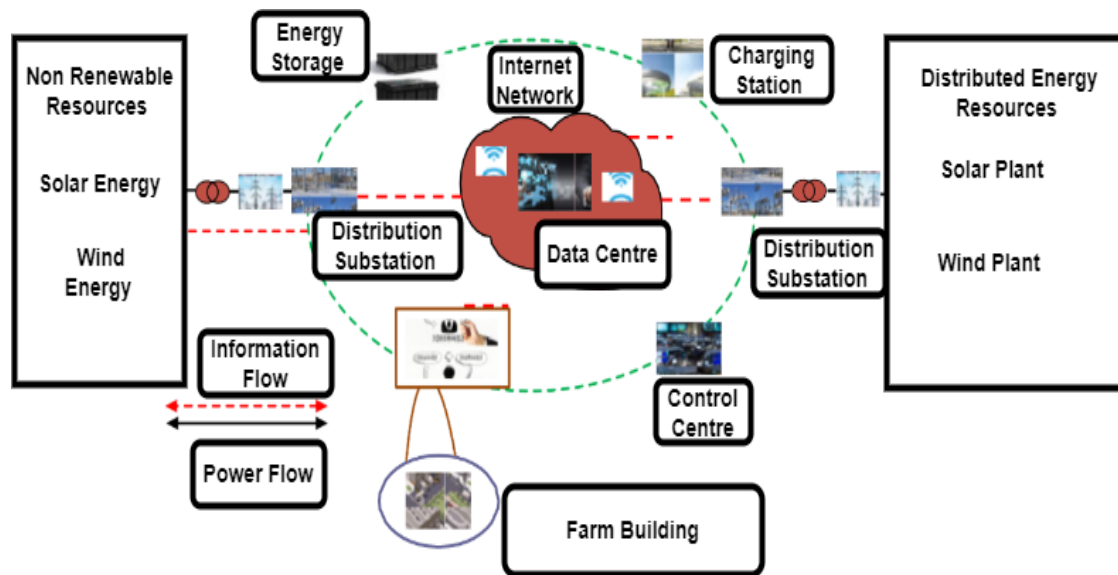 Non Renewable
Resources
Solar Energy
Wind
Energy
Energy
Storage
Internet
Network
Charging
Station
Distributed Energy
Resources
Solar Plant
Wind Plant
Distribution
Substation
Data Centre
Distribution
Substation
Information
Flow
Power Flow
Control
Centre
Farm Building